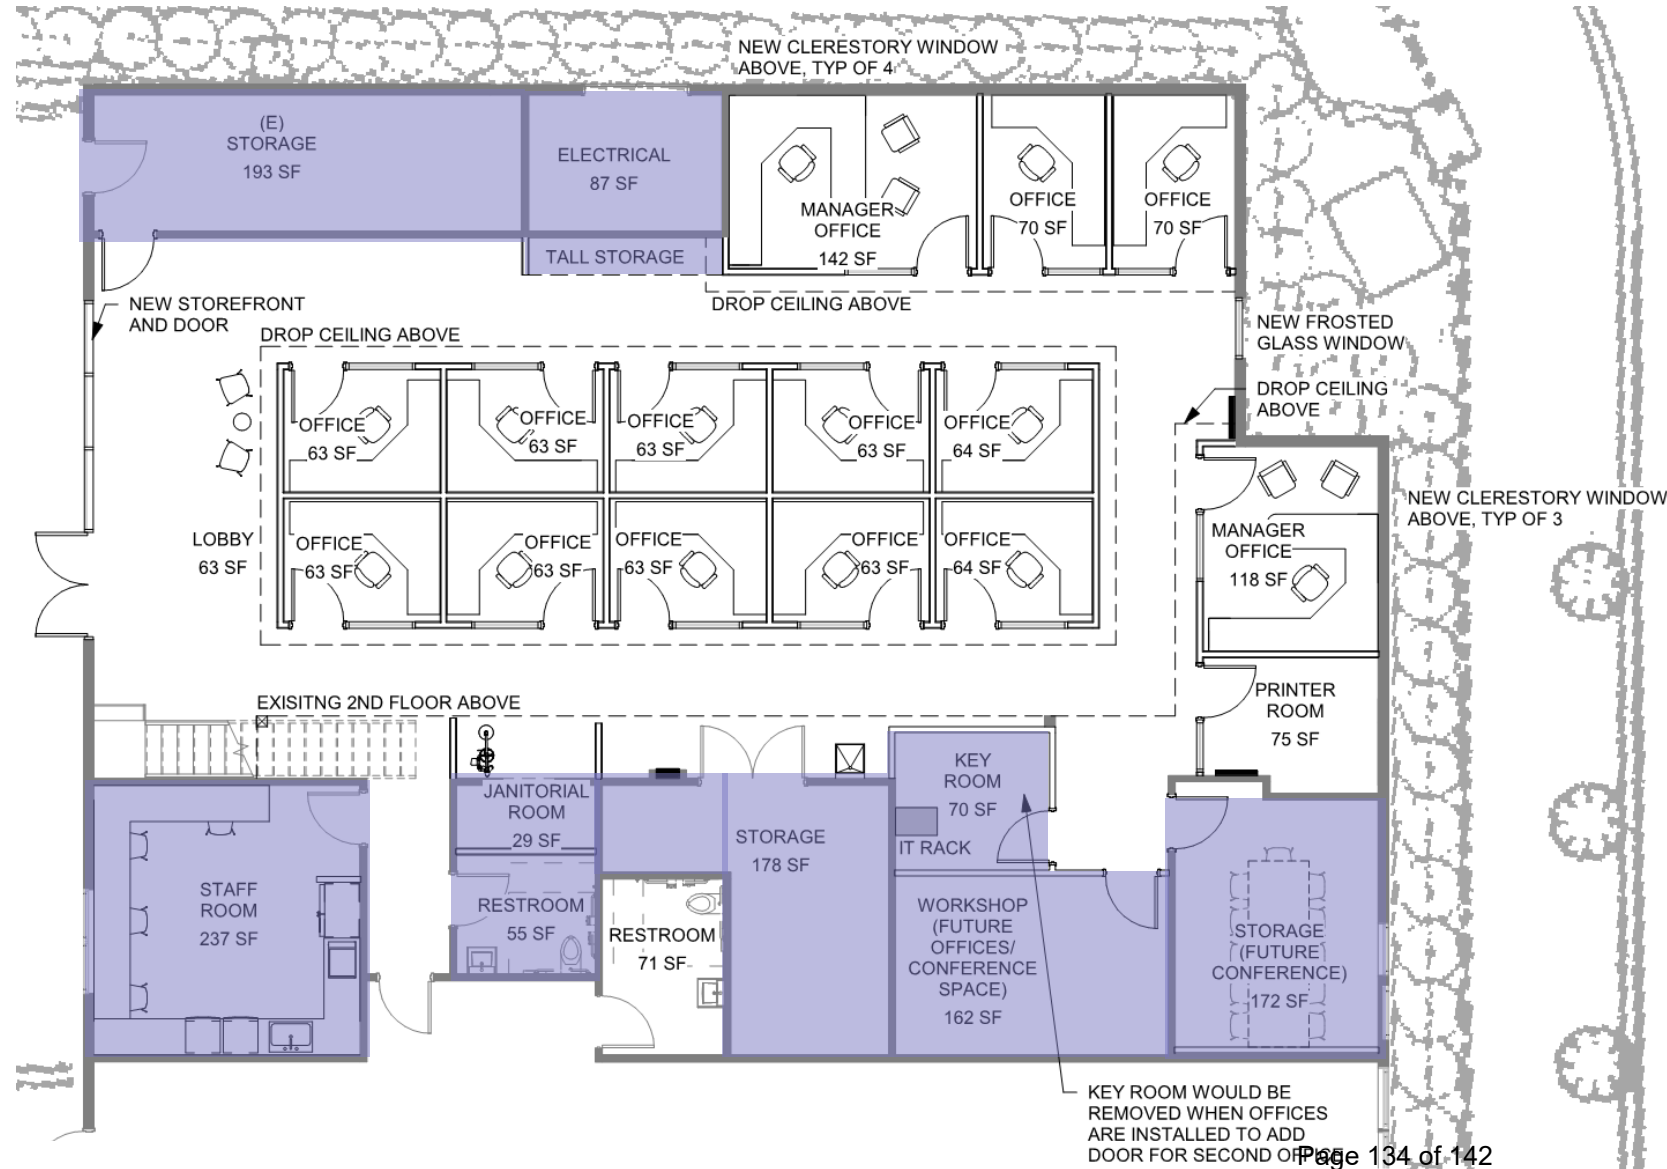 NEW CLERESTORY WINDOW
ABOVE, TYP OF 4
(E)
STORAGE
193 SF
ELECTRICAL
87 SF
TALL STORAGE
MANAGER
OFFICE
142 SF
OFFICE
70 SF
OFFICE
70 SF
DROP CEILING ABOVE
NEW STOREFRONT
AND DOOR
DROP CEILING ABOVE
NEW FROSTED
GLASS WINDOW
DROP CEILING
ABOVE
OFFICE
63 SF
OFFICE
63 SF
OFFICE
63 SF
OFFICE
63 SF
OFFICE
64 SF
LOBBY
63 SF
OFFICE
63 SF
OFFICE
63 SF
OFFICE
63 SF
OFFICE
63 SF
OFFICE
64 SF
MANAGER
OFFICE
118 SF
NEW CLERESTORY WINDOW
ABOVE, TYP OF 3
EXISITNG 2ND FLOOR ABOVE
PRINTER
ROOM
75 SF
STAFF
ROOM
237 SF
JANITORIAL
ROOM
29 SF
RESTROOM
55 SF
RESTROOM
71 SF
STORAGE
178 SF
KEY
ROOM
70 SF
IT RACK
WORKSHOP
(FUTURE
OFFICES/
CONFERENCE
SPACE)
162 SF
STORAGE
(FUTURE
CONFERENCE)
172 SF
KEY ROOM WOULD BE
REMOVED WHEN OFFICES
ARE INSTALLED TO ADD
DOOR FOR SECOND OFFICE
Page 134 of 142